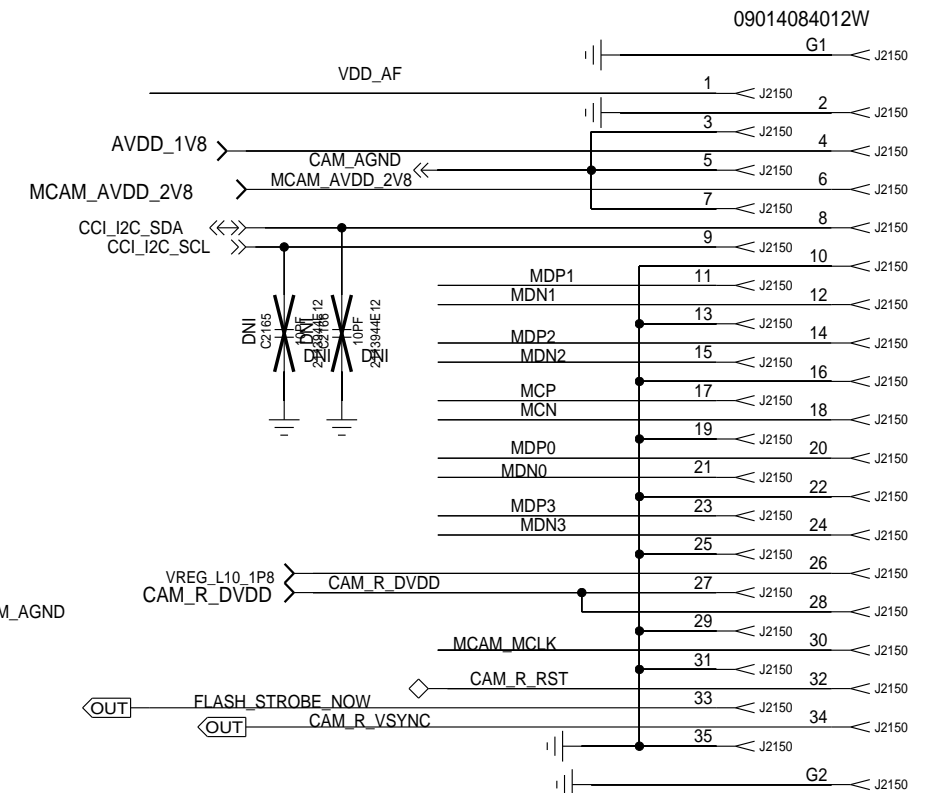 09014084012W
G1 J2150
VDD_AF 1 J2150
2 J2150
3 J2150
AVDD_1V8 4 J2150
CAM_AGND 5 J2150
MCAM_AVDD_2V8 MCAM_AVDD_2V8 6 J2150
7 J2150
CCI_I2C_SDA 8 J2150
CCI_I2C_SCL 9 J2150
10 J2150
MDP1 11 J2150
MDN1 12 J2150
13 J2150
MDP2 14 J2150
MDN2 15 J2150
16 J2150
MCP 17 J2150
MCN 18 J2150
19 J2150
MDP0 20 J2150
MDN0 21 J2150
22 J2150
MDP3 23 J2150
MDN3 24 J2150
25 J2150
DNI
C2165
10PF
DNI
DNI
C2166
10PF
DNI
VREG_L10_1P8 26 J2150
CAM_R_DVDD CAM_R_DVDD 27 J2150
28 J2150
M_AGND
29 J2150
MCAM_MCLK 30 J2150
31 J2150
CAM_R_RST 32 J2150
OUT FLASH_STROBE_NOW 33 J2150
OUT CAM_R_VSYNC 34 J2150
35 J2150
G2 J2150